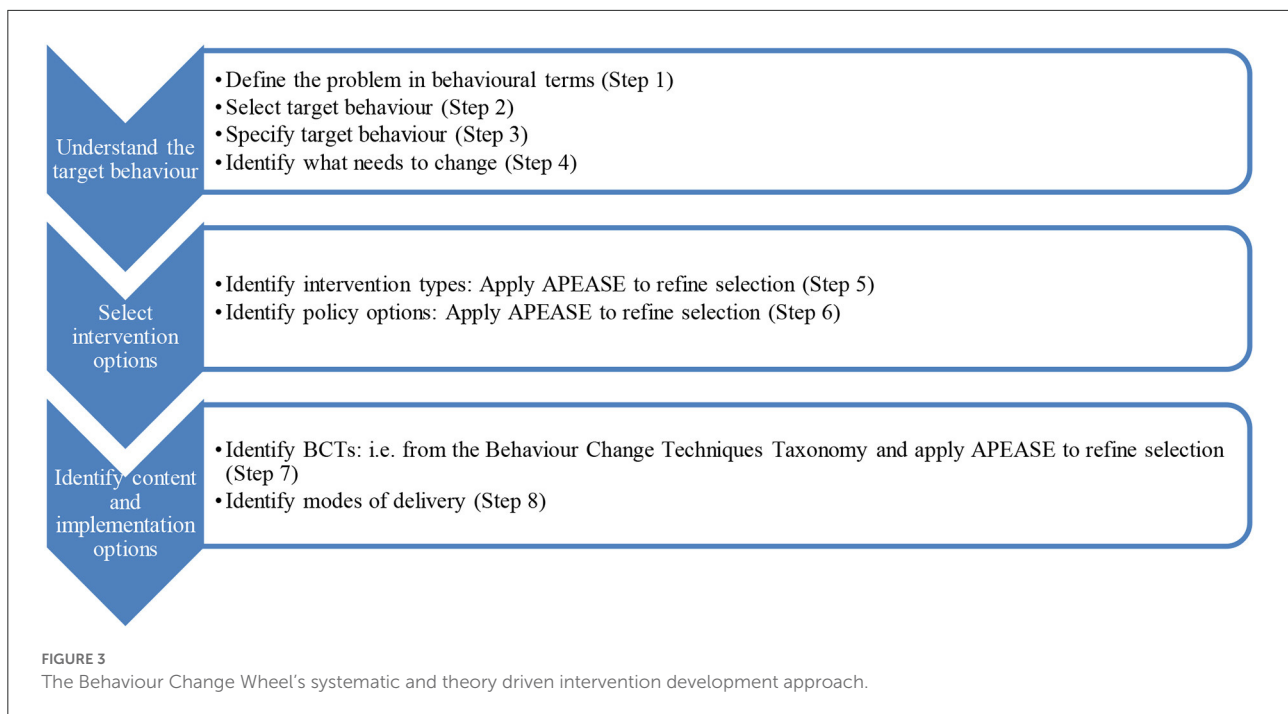 Understand the
target behaviour
• Define the problem in behavioural terms (Step 1)
• Select target behaviour (Step 2)
• Specify target behaviour (Step 3)
• Identify what needs to change (Step 4)
Select
intervention
options
• Identify intervention types: Apply APEASE to refine selection (Step 5)
• Identify policy options: Apply APEASE to refine selection (Step 6)
Identify content
and
implementation
options
• Identify BCTs: i.e. from the Behaviour Change Techniques Taxonomy and apply APEASE to refine selection
(Step 7)
• Identify modes of delivery (Step 8)
FIGURE 3
The Behaviour Change Wheel's systematic and theory driven intervention development approach.